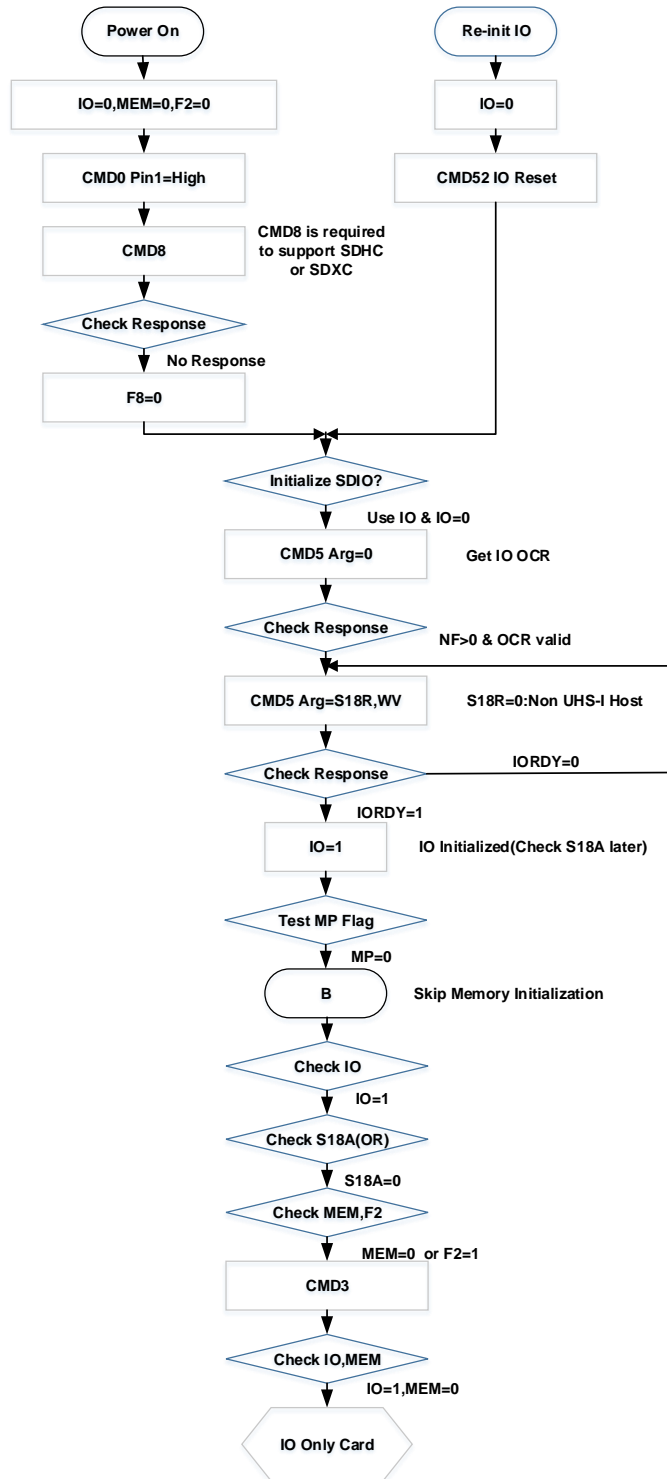 Power On
Re-init IO
IO=0,MEM=0,F2=0
IO=0
CMD0 Pin1=High
CMD52 IO Reset
CMD8
CMD8 is required
to support SDHC
or SDXC
Check Response
No Response
F8=0
Initialize SDIO?
Use IO & IO=0
CMD5 Arg=0
Get IO OCR
Check Response
NF>0 & OCR valid
CMD5 Arg=S18R,WV
S18R=0:Non UHS-I Host
Check Response
IORDY=0
IORDY=1
IO=1
IO Initialized(Check S18A later)
Test MP Flag
MP=0
B
Skip Memory Initialization
Check IO
IO=1
Check S18A(OR)
S18A=0
Check MEM,F2
MEM=0 or F2=1
CMD3
Check IO,MEM
IO=1,MEM=0
IO Only Card